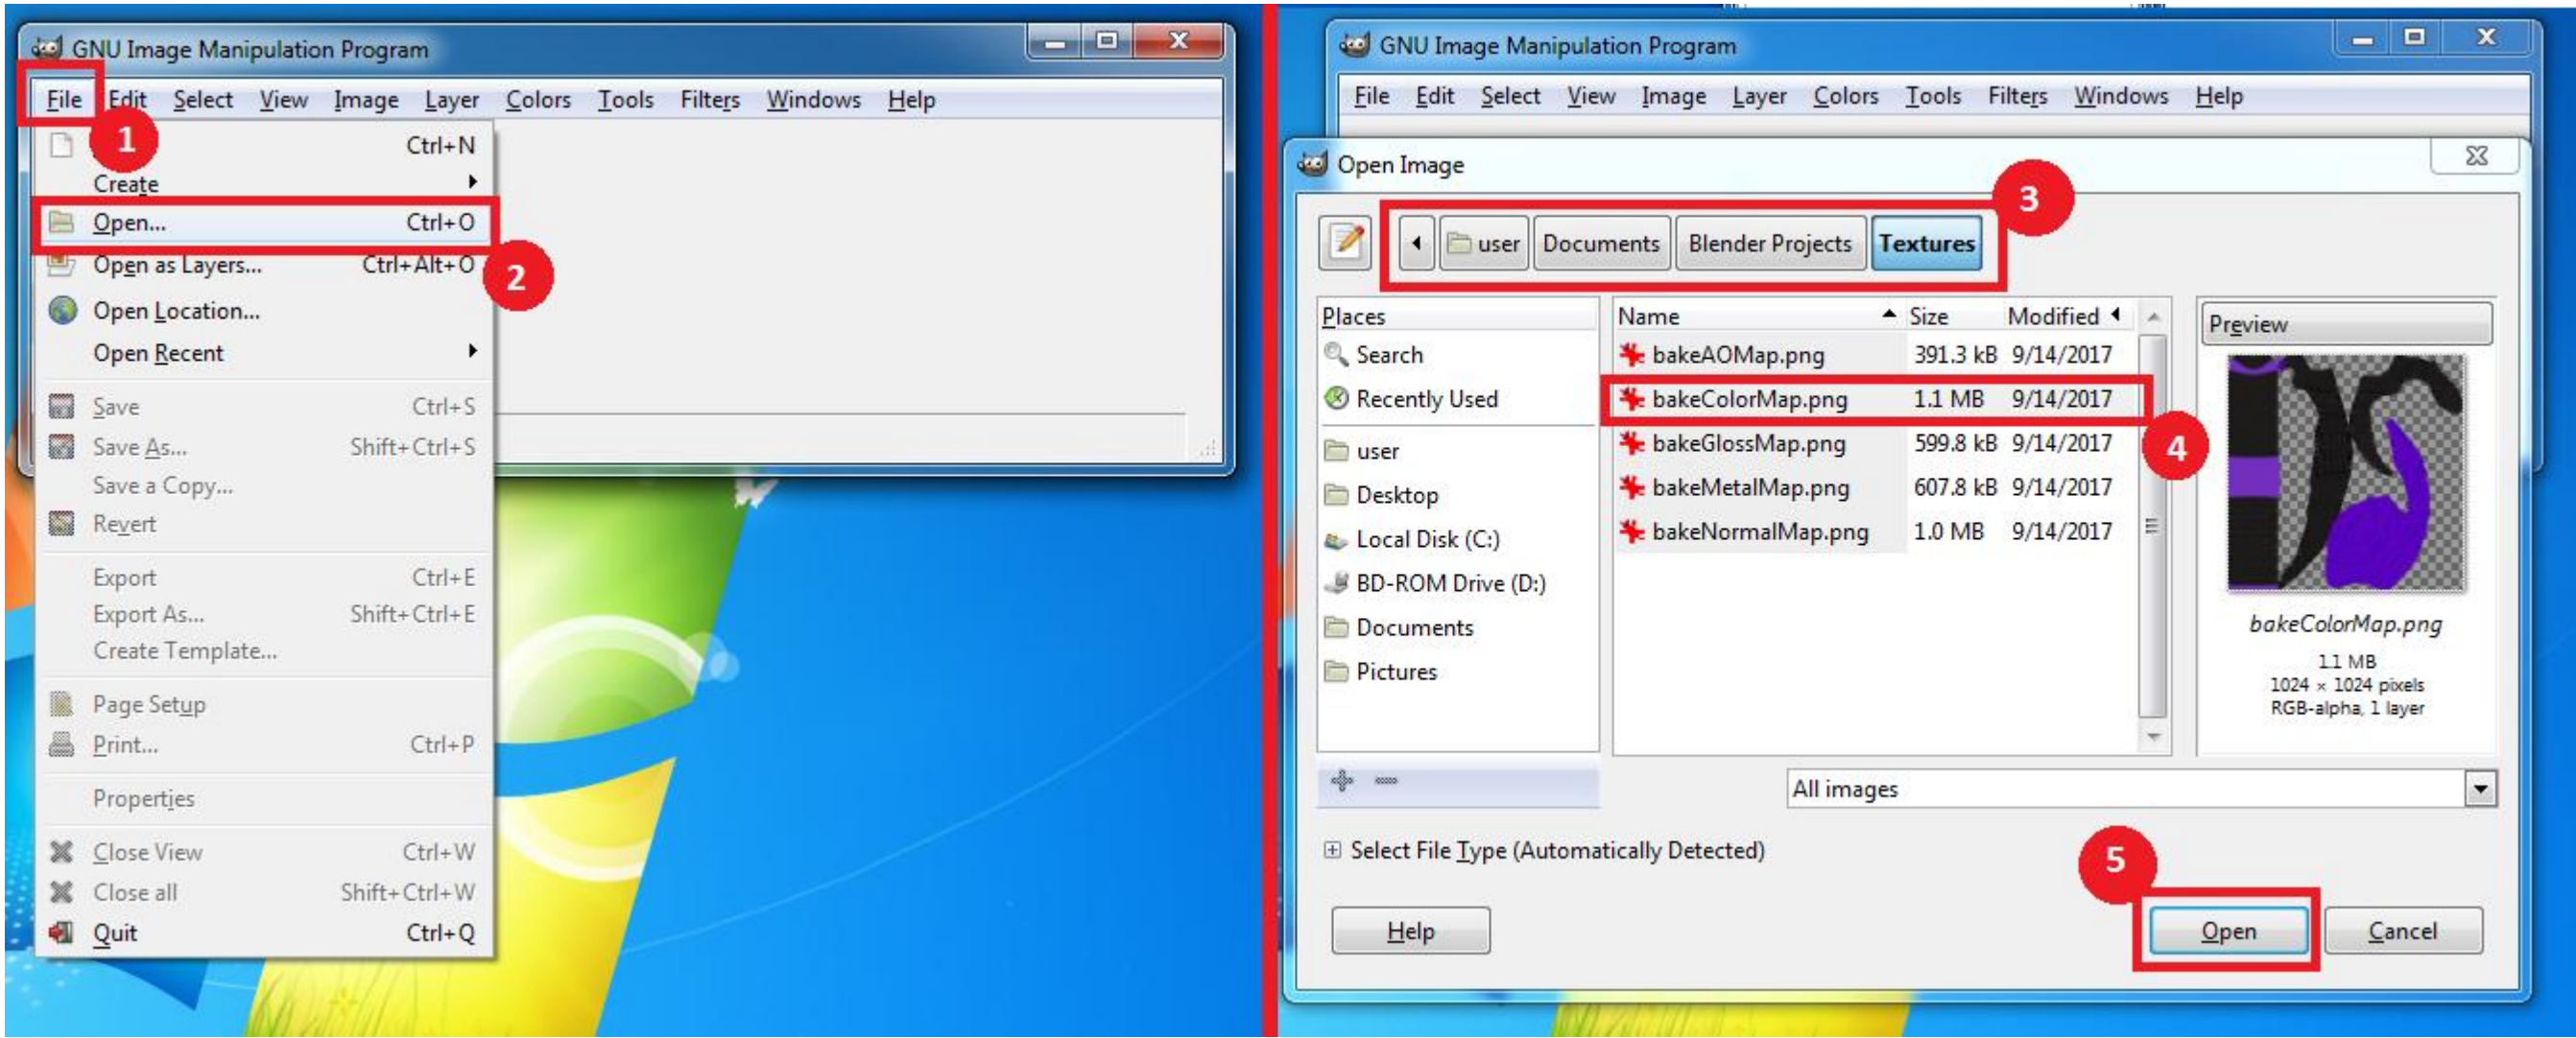 GNU Image Manipulation Program
File Edit Select View Image Layer Colors Tools Filters Windows Help
1
Ctrl+N
Create
Open... Ctrl+O
2
Open as Layers... Ctrl+Alt+O
Open Location...
Open Recent
Save Ctrl+S
Save As... Shift+Ctrl+S
Save a Copy...
Revert
Export Ctrl+E
Export As... Shift+Ctrl+E
Create Template...
Page Setup
Print... Ctrl+P
Properties
Close View Ctrl+W
Close all Shift+Ctrl+W
Quit Ctrl+Q
GNU Image Manipulation Program
File Edit Select View Image Layer Colors Tools Filters Windows Help
Open Image
3
user Documents Blender Projects Textures
Places
Search
Recently Used
user
Desktop
Local Disk (C:)
BD-ROM Drive (D:)
Documents
Pictures
Name Size Modified
bakeAOMap.png 391.3 kB 9/14/2017
bakeColorMap.png 1.1 MB 9/14/2017
4
bakeGlossMap.png 599.8 kB 9/14/2017
bakeMetalMap.png 607.8 kB 9/14/2017
bakeNormalMap.png 1.0 MB 9/14/2017
Preview
bakeColorMap.png
1.1 MB
1024 × 1024 pixels
RGB-alpha, 1 layer
All images
Select File Type (Automatically Detected)
5
Help Open Cancel